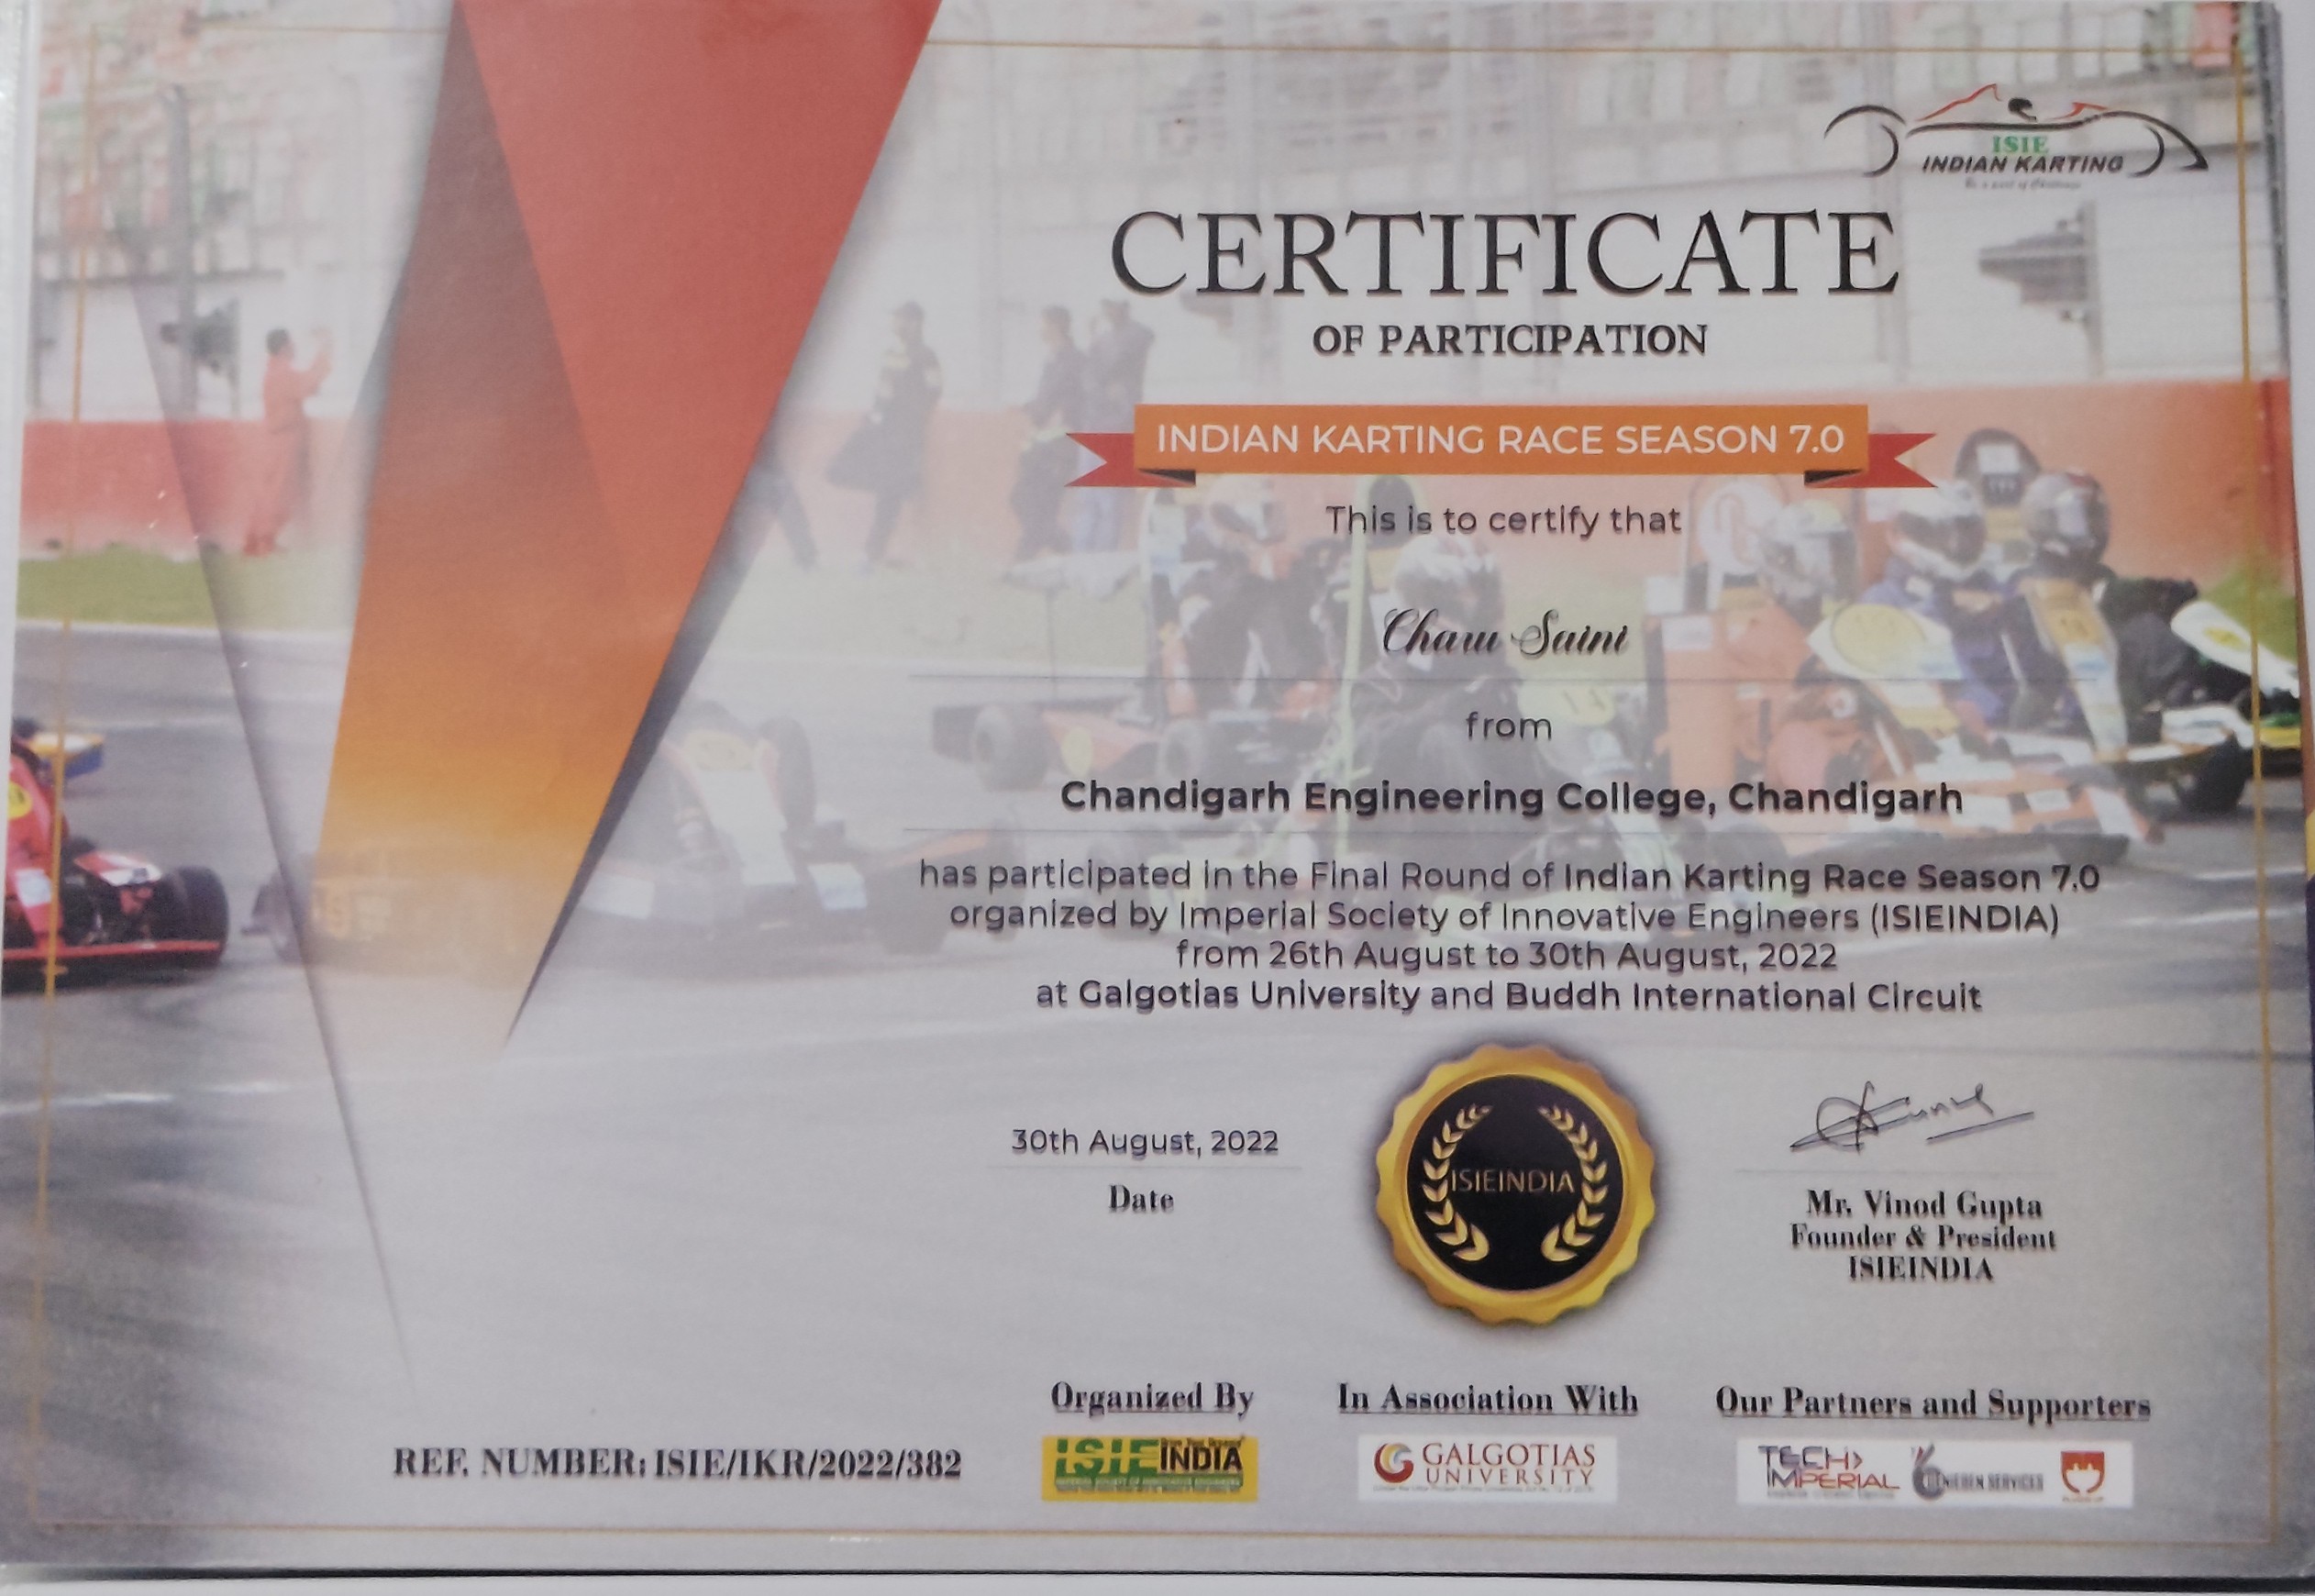 ISIE
INDIAN KARTING
CERTIFICATE
OF PARTICIPATION
INDIAN KARTING RACE SEASON 7.0
This is to certify that
Charu Saini
from
Chandigarh Engineering College, Chandigarh
has participated in the Final Round of Indian Karting Race Season 7.0
organized by Imperial Society of Innovative Engineers (ISIEINDIA)
from 26th August to 30th August, 2022
at Galgotias University and Buddh International Circuit
30th August, 2022
Date
ISIEINDIA
Mr. Vinod Gupta
Founder & President
ISIEINDIA
Organized By
In Association With
Our Partners and Supporters
REF. NUMBER: ISIE/IKR/2022/382
ISIE INDIA
GALGOTIAS
UNIVERSITY
TECH
IMPERIAL
SERVICES